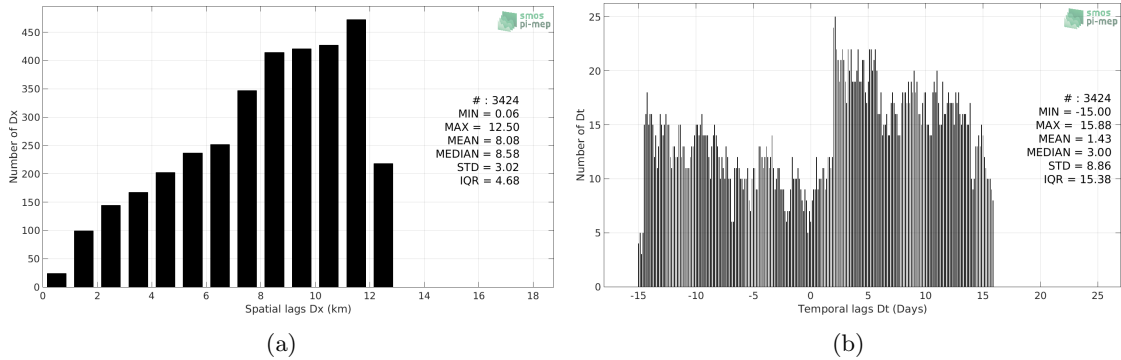 smos
pi-mep
450
400
350
300
250
200
150
100
50
0
Number of Dx
# : 3424
MIN = 0.06
MAX = 12.50
MEAN = 8.08
MEDIAN = 8.58
STD = 3.02
IQR = 4.68
0 2 4 6 8 10 12 14 16 18
Spatial lags Dx (km)
(a)
smos
pi-mep
25
20
15
10
5
0
Number of Dt
# : 3424
MIN = -15.00
MAX = 15.88
MEAN = 1.43
MEDIAN = 3.00
STD = 8.86
IQR = 15.38
-15 -10 -5 0 5 10 15 20 25
Temporal lags Dt (Days)
(b)